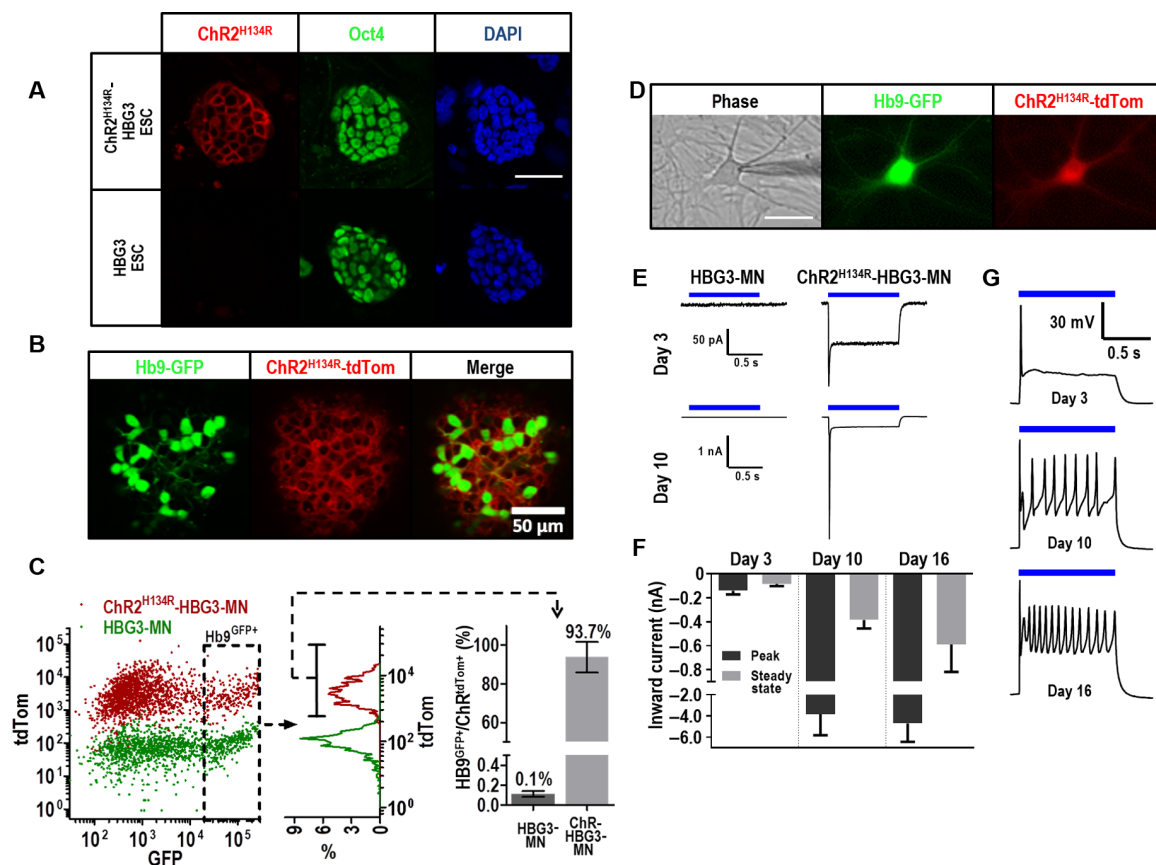 A
ChR2H134R
Oct4
DAPI
ChR2H134R-
HBG3
ESC
HBG3
ESC
B
Hb9-GFP
ChR2H134R-tdTom
Merge
50 µm
C
ChR2H134R-HBG3-MN
HBG3-MN
Hb9GFP+
tdTom
10⁵
10⁴
10³
10²
10¹
10⁰
10² 10³ 10⁴ 10⁵
GFP
10⁴
10²
10⁰
tdTom
9 6 3 0
%
HB9GFP+/ChRtdTom+ (%)
100
80
60
0.4
0.2
0.0
0.1%
93.7%
HBG3-
MN
ChR-
HBG3-
MN
D
Phase
Hb9-GFP
ChR2H134R-tdTom
E
HBG3-MN
ChR2H134R-HBG3-MN
Day 3
50 pA
0.5 s
Day 10
1 nA
0.5 s
F
Day 3
Day 10
Day 16
Inward current (nA)
0
−0.2
−0.4
−0.6
−0.8
−2.0
−4.0
−6.0
Peak
Steady
state
G
30 mV
0.5 s
Day 3
Day 10
Day 16